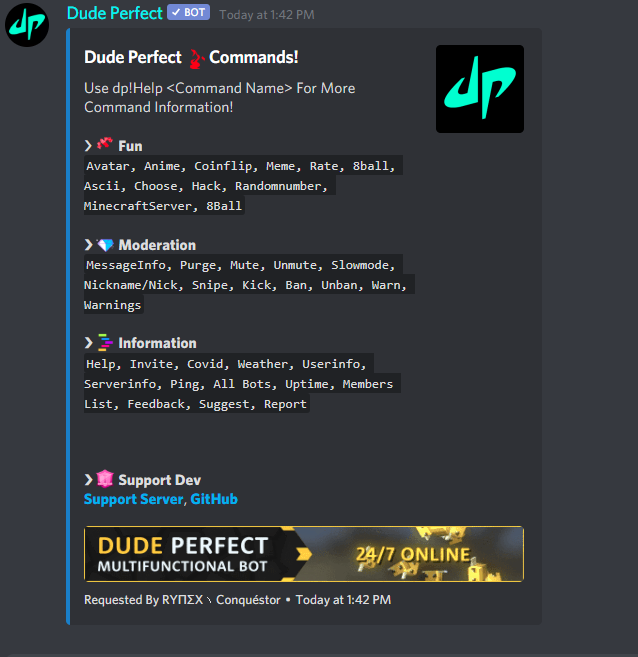 Dude Perfect ✓ BOT Today at 1:42 PM
Dude Perfect Commands!
Use dp!Help <Command Name> For More
Command Information!
❯ Fun
Avatar, Anime, Coinflip, Meme, Rate, 8ball,
Ascii, Choose, Hack, Randomnumber,
MinecraftServer, 8Ball
❯ Moderation
MessageInfo, Purge, Mute, Unmute, Slowmode,
Nickname/Nick, Snipe, Kick, Ban, Unban, Warn,
Warnings
❯ Information
Help, Invite, Covid, Weather, Userinfo,
Serverinfo, Ping, All Bots, Uptime, Members
List, Feedback, Suggest, Report
❯ Support Dev
Support Server, GitHub
DUDE PERFECT
MULTIFUNCTIONAL BOT
24/7 ONLINE
Requested By RYПΣX ﹨ Conquéstor • Today at 1:42 PM
dp
dp